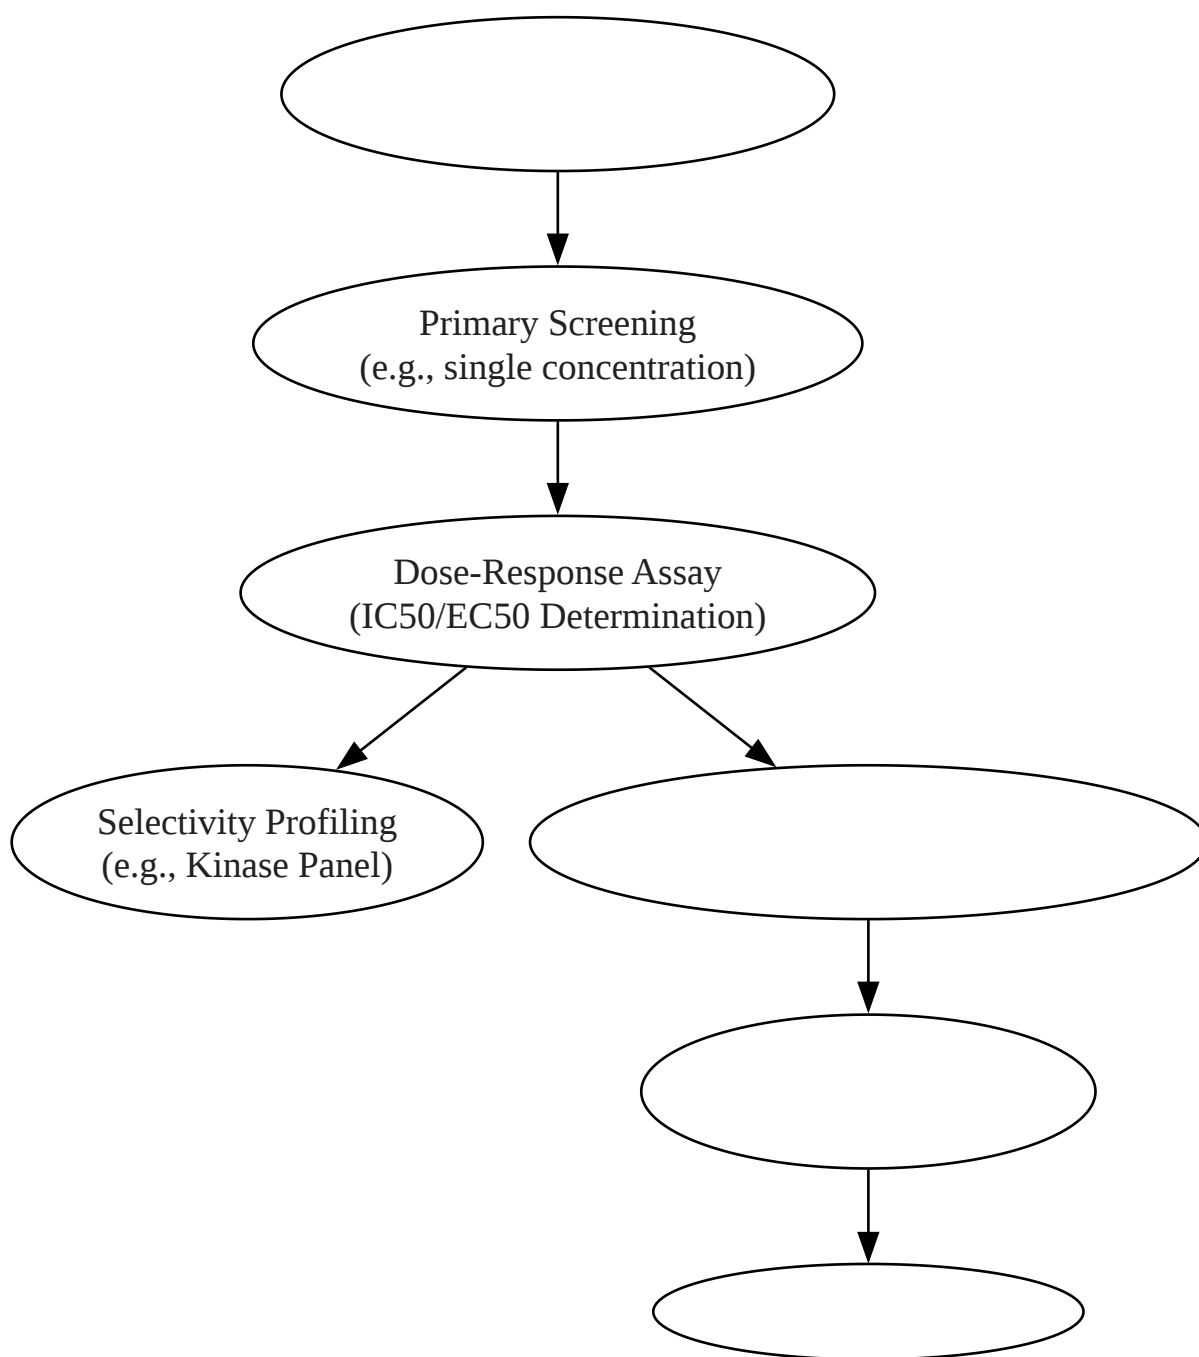 Primary Screening
(e.g., single concentration)
Dose-Response Assay
(IC50/EC50 Determination)
Selectivity Profiling
(e.g., Kinase Panel)